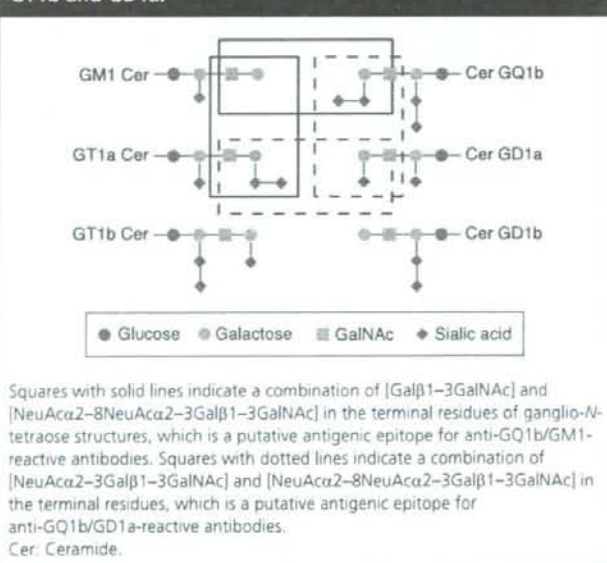 GT1b and GD1a.
GM1 Cer
Cer GQ1b
GT1a Cer
Cer GD1a
GT1b Cer
Cer GD1b
Glucose Galactose GalNAc Sialic acid
Squares with solid lines indicate a combination of [Galβ1–3GalNAc] and
[NeuAcα2–8NeuAcα2–3Galβ1–3GalNAc] in the terminal residues of ganglio-N-
tetraose structures, which is a putative antigenic epitope for anti-GQ1b/GM1-
reactive antibodies. Squares with dotted lines indicate a combination of
[NeuAcα2–3Galβ1–3GalNAc] and [NeuAcα2–8NeuAcα2–3Galβ1–3GalNAc] in
the terminal residues, which is a putative antigenic epitope for
anti-GQ1b/GD1a-reactive antibodies.
Cer: Ceramide.